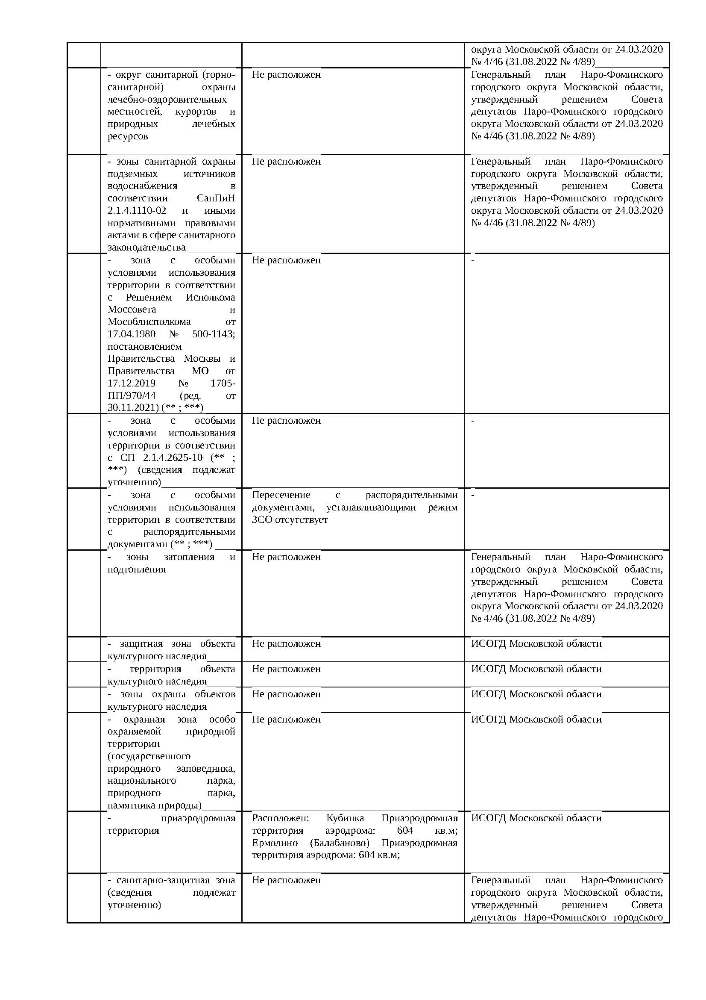 округа Московской области от 24.03.2020
№ 4/46 (31.08.2022 № 4/89)
- округ санитарной (горно-
санитарной) охраны
лечебно-оздоровительных
местностей, курортов и
природных лечебных
ресурсов
Не расположен
Генеральный план Наро-Фоминского
городского округа Московской области,
утвержденный решением Совета
депутатов Наро-Фоминского городского
округа Московской области от 24.03.2020
№ 4/46 (31.08.2022 № 4/89)
- зоны санитарной охраны
подземных источников
водоснабжения в
соответствии СанПиН
2.1.4.1110-02 и иными
нормативными правовыми
актами в сфере санитарного
законодательства
Не расположен
Генеральный план Наро-Фоминского
городского округа Московской области,
утвержденный решением Совета
депутатов Наро-Фоминского городского
округа Московской области от 24.03.2020
№ 4/46 (31.08.2022 № 4/89)
- зона с особыми
условиями использования
территории в соответствии
с Решением Исполкома
Моссовета и
Мособлисполкома от
17.04.1980 № 500-1143;
постановлением
Правительства Москвы и
Правительства МО от
17.12.2019 № 1705-
ПП/970/44 (ред. от
30.11.2021) (** ; ***)
Не расположен
-
- зона с особыми
условиями использования
территории в соответствии
с СП 2.1.4.2625-10 (** ;
***) (сведения подлежат
уточнению)
Не расположен
-
- зона с особыми
условиями использования
территории в соответствии
с распорядительными
документами (** ; ***)
Пересечение с распорядительными
документами, устанавливающими режим
ЗСО отсутствует
-
- зоны затопления и
подтопления
Не расположен
Генеральный план Наро-Фоминского
городского округа Московской области,
утвержденный решением Совета
депутатов Наро-Фоминского городского
округа Московской области от 24.03.2020
№ 4/46 (31.08.2022 № 4/89)
- защитная зона объекта
культурного наследия
Не расположен
ИСОГД Московской области
- территория объекта
культурного наследия
Не расположен
ИСОГД Московской области
- зоны охраны объектов
культурного наследия
Не расположен
ИСОГД Московской области
- охранная зона особо
охраняемой природной
территории
(государственного
природного заповедника,
национального парка,
природного парка,
памятника природы)
Не расположен
ИСОГД Московской области
- приаэродромная
территория
Расположен: Кубинка Приаэродромная
территория аэродрома: 604 кв.м;
Ермолино (Балабаново) Приаэродромная
территория аэродрома: 604 кв.м;
ИСОГД Московской области
- санитарно-защитная зона
(сведения подлежат
уточнению)
Не расположен
Генеральный план Наро-Фоминского
городского округа Московской области,
утвержденный решением Совета
депутатов Наро-Фоминского городского